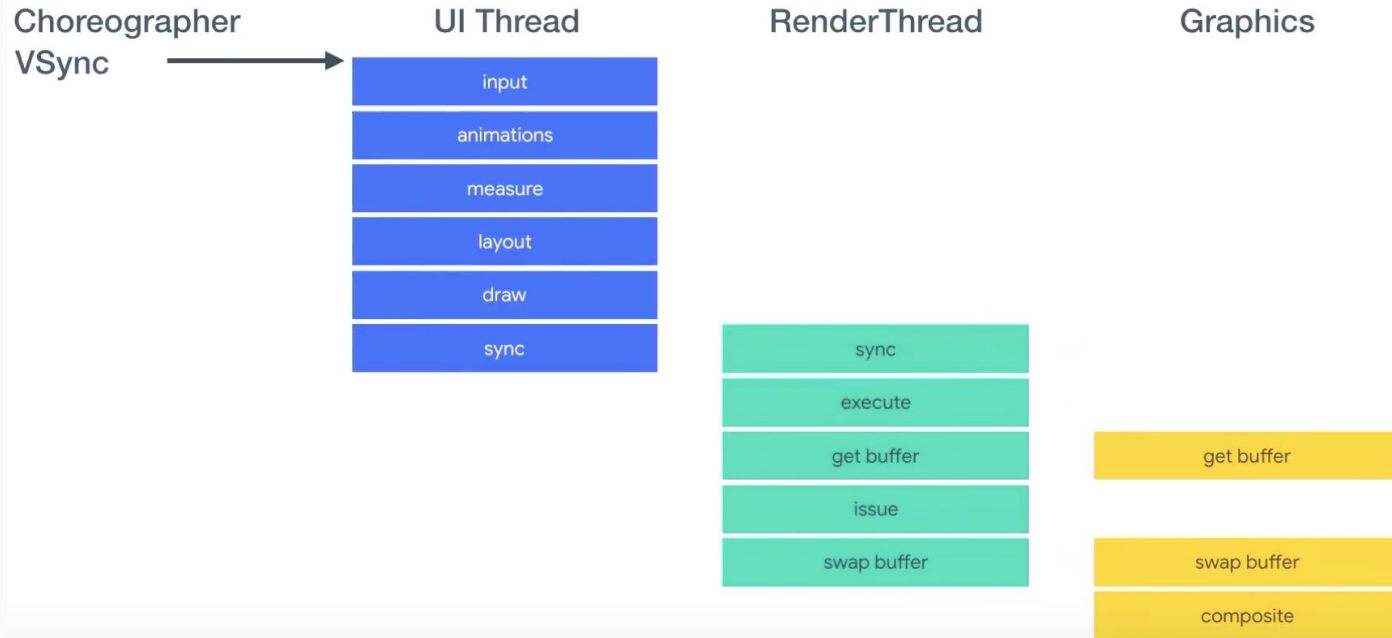 Choreographer
VSync
UI Thread
input
animations
measure
layout
draw
sync
RenderThread
sync
execute
get buffer
issue
swap buffer
Graphics
get buffer
swap buffer
composite